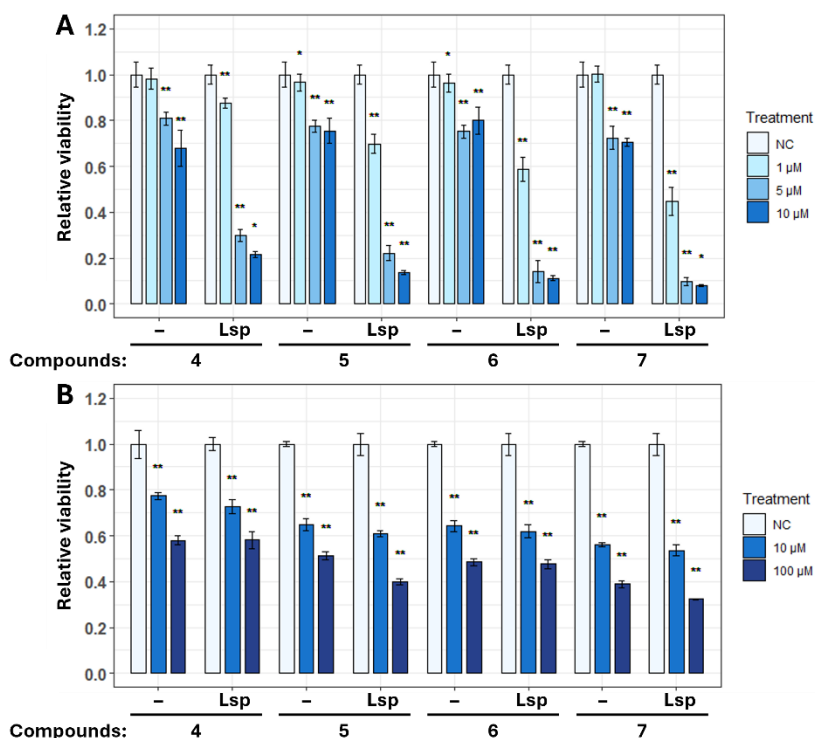 A
1.2
1.0
0.8
0.6
0.4
0.2
0.0
Relative viability
* *
** ** ** **
** ** ** ** ** **
** ** ** ** ** *
** * **
Treatment
NC
1 µM
5 µM
10 µM
– Lsp – Lsp – Lsp – Lsp
Compounds: 4 5 6 7
B
1.2
1.0
0.8
0.6
0.4
0.2
0.0
Relative viability
** ** ** ** ** ** ** **
** ** ** ** ** ** ** **
Treatment
NC
10 µM
100 µM
– Lsp – Lsp – Lsp – Lsp
Compounds: 4 5 6 7